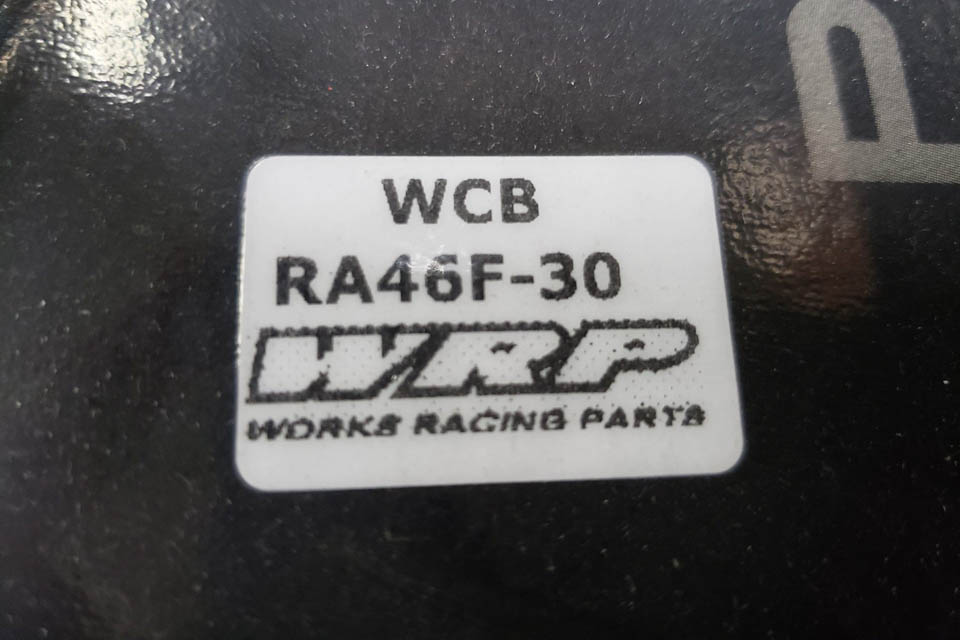 WCB
RA46F-30
WRP
WORKS RACING PARTS